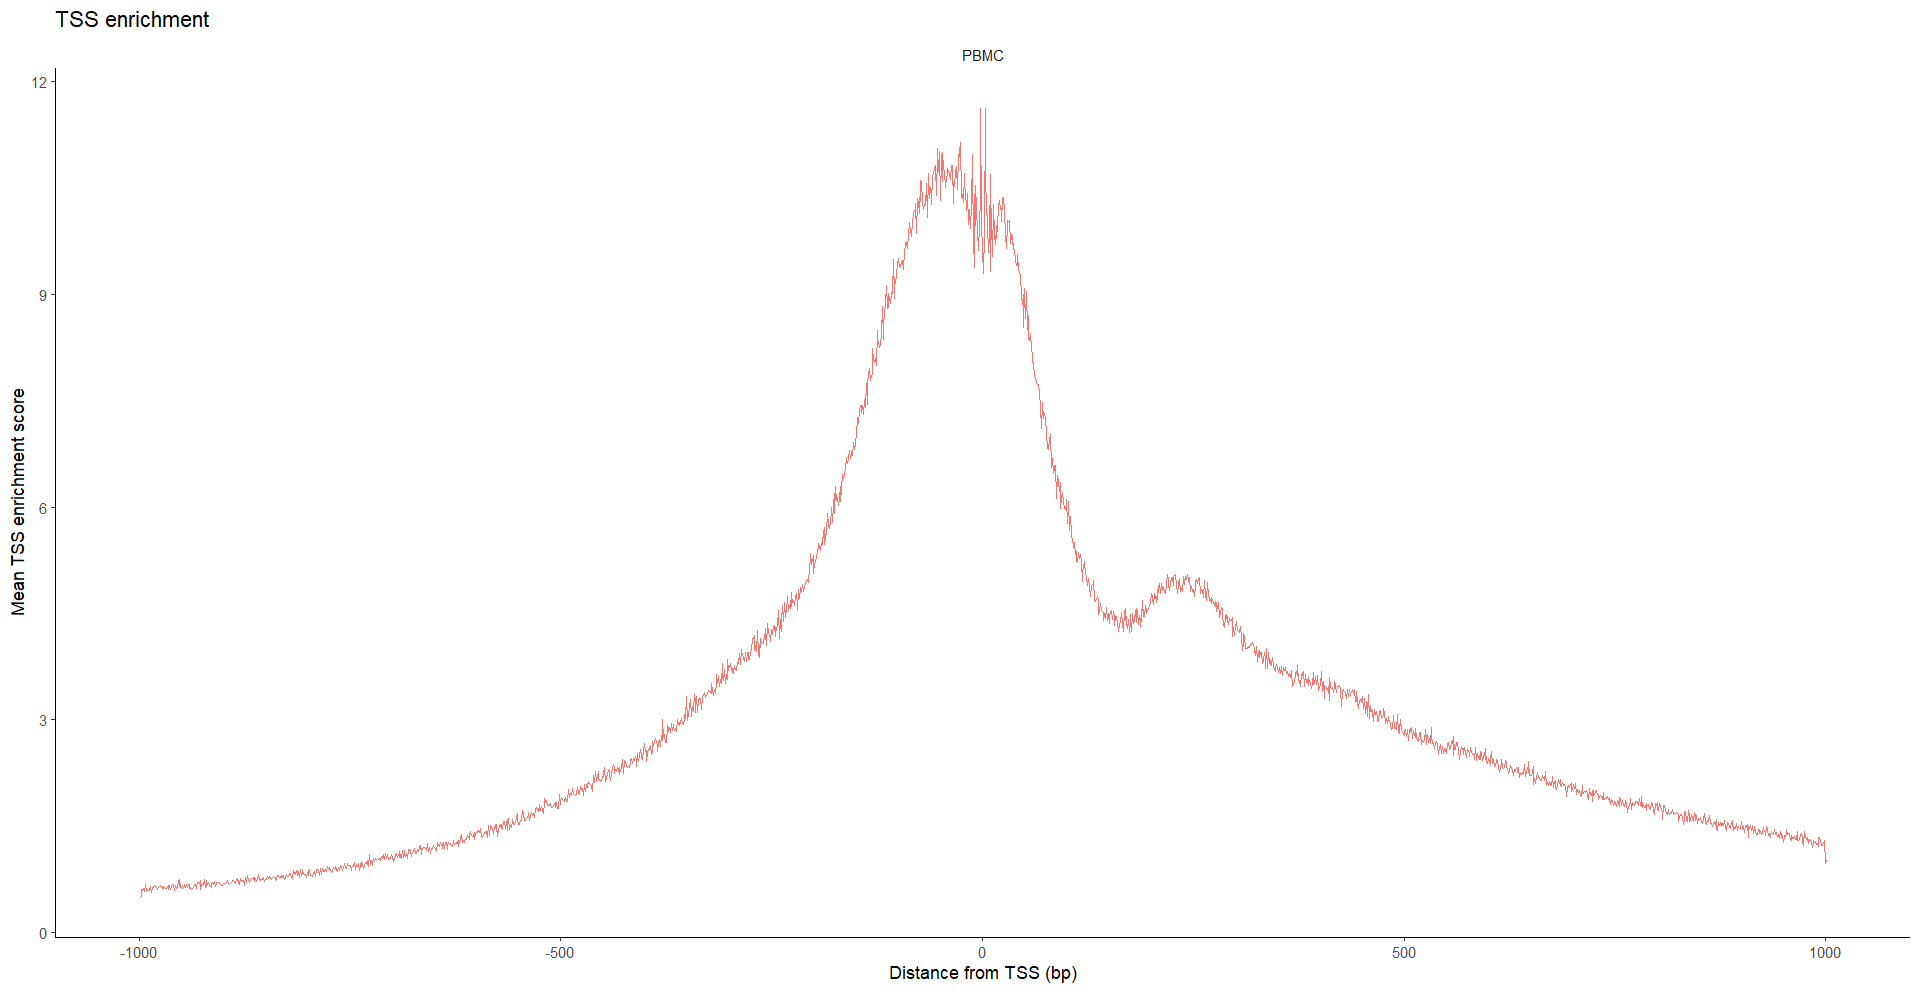 TSS enrichment
PBMC
12
9
6
3
0
Mean TSS enrichment score
-1000
-500
0
500
1000
Distance from TSS (bp)